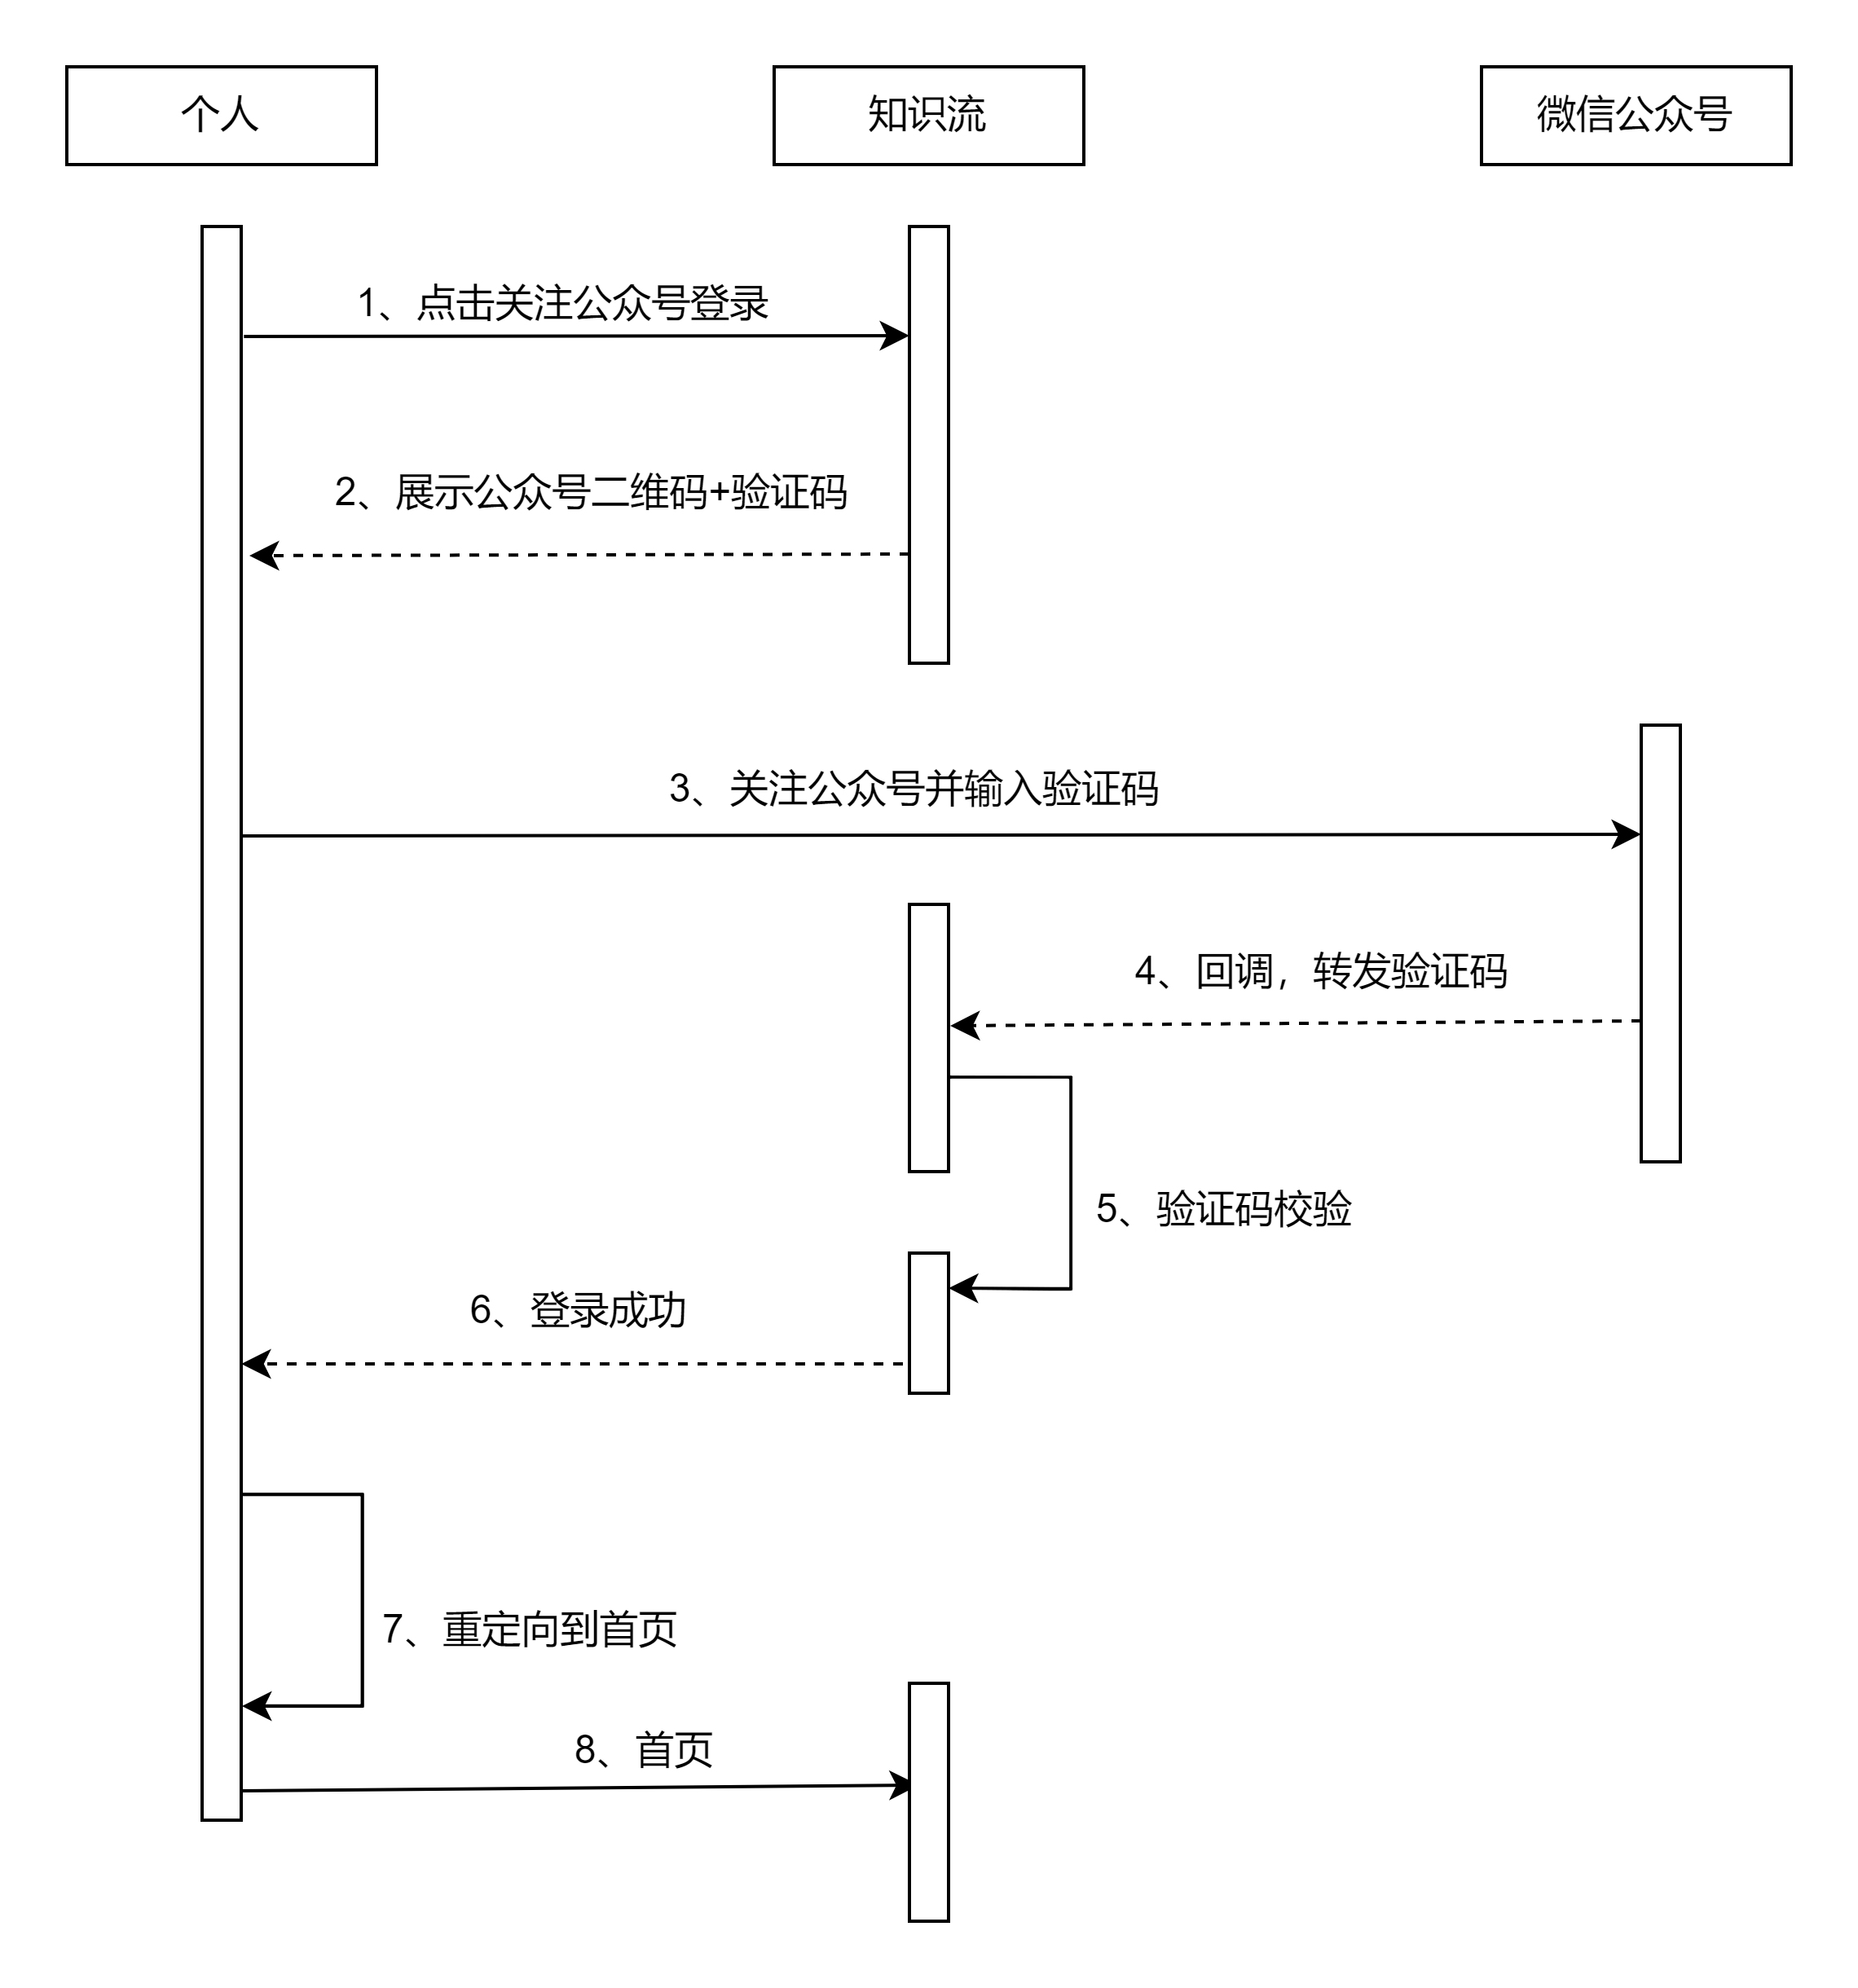 个人
知识流
微信公众号
1、点击关注公众号登录
2、展示公众号二维码+验证码
3、关注公众号并输入验证码
4、回调，转发验证码
5、验证码校验
6、登录成功
7、重定向到首页
8、首页